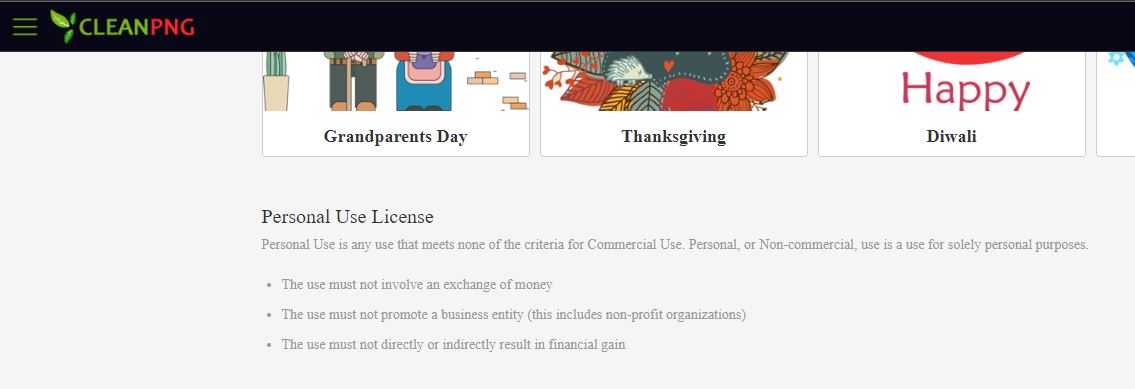 CLEANPNG
Happy
Grandparents Day
Thanksgiving
Diwali
Personal Use License
Personal Use is any use that meets none of the criteria for Commercial Use. Personal, or Non-commercial, use is a use for solely personal purposes.
The use must not involve an exchange of money
The use must not promote a business entity (this includes non-profit organizations)
The use must not directly or indirectly result in financial gain